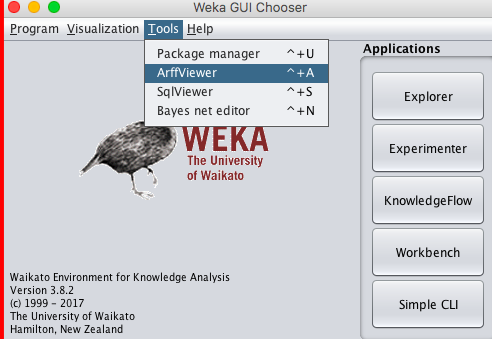 Weka GUI Chooser
Program Visualization Tools Help
Package manager ^+U
ArffViewer ^+A
SqlViewer ^+S
Bayes net editor ^+N
WEKA
The University
of Waikato
Waikato Environment for Knowledge Analysis
Version 3.8.2
(c) 1999 - 2017
The University of Waikato
Hamilton, New Zealand
Applications
Explorer
Experimenter
KnowledgeFlow
Workbench
Simple CLI